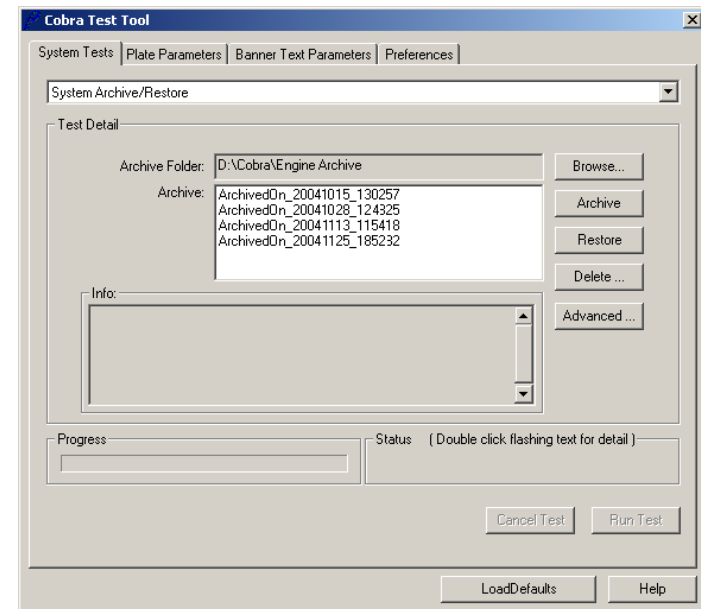 Cobra Test Tool
System Tests
Plate Parameters
Banner Text Parameters
Preferences
System Archive/Restore
Test Detail
Archive Folder:
D:\Cobra\Engine Archive
Browse...
Archive:
ArchivedOn_20041015_130257
ArchivedOn_20041028_124325
ArchivedOn_20041113_115418
ArchivedOn_20041125_185232
Archive
Restore
Delete ...
Advanced ...
Info:
Progress
Status ( Double click flashing text for detail )
Cancel Test
Run Test
LoadDefaults
Help